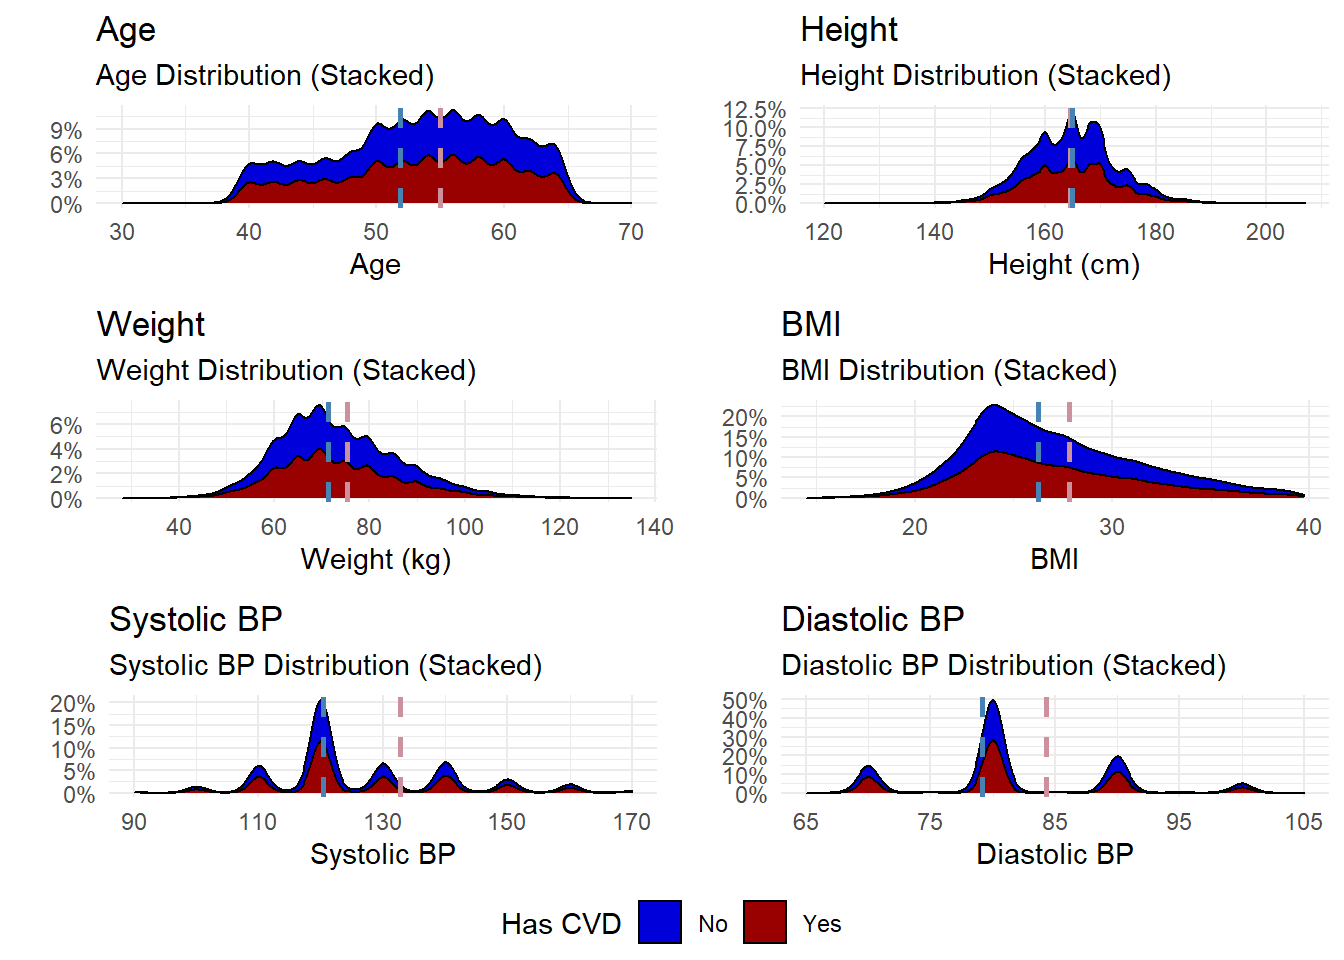 Age
Age Distribution (Stacked)
9%
6%
3%
0%
30 40 50 60 70
Age
Height
Height Distribution (Stacked)
12.5%
10.0%
7.5%
5.0%
2.5%
0.0%
120 140 160 180 200
Height (cm)
Weight
Weight Distribution (Stacked)
6%
4%
2%
0%
40 60 80 100 120 140
Weight (kg)
BMI
BMI Distribution (Stacked)
20%
15%
10%
5%
0%
20 30 40
BMI
Systolic BP
Systolic BP Distribution (Stacked)
20%
15%
10%
5%
0%
90 110 130 150 170
Systolic BP
Diastolic BP
Diastolic BP Distribution (Stacked)
50%
40%
30%
20%
10%
0%
65 75 85 95 105
Diastolic BP
Has CVD No Yes